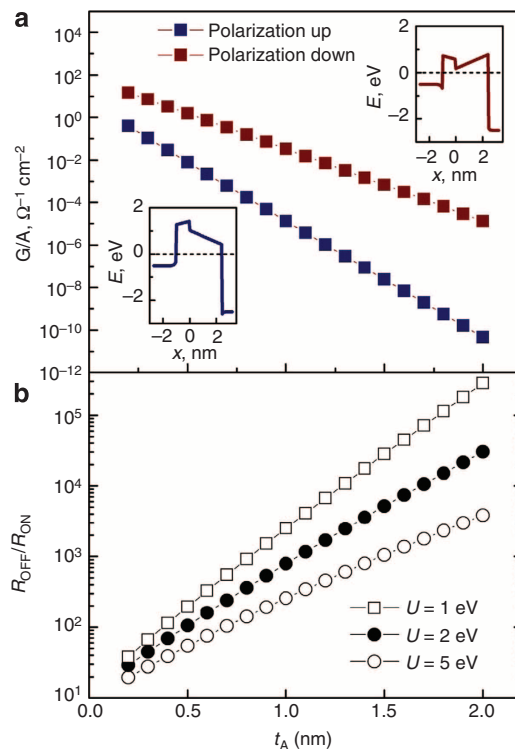 a
Polarization up
Polarization down
10^4
10^2
10^0
10^−2
10^−4
10^−6
10^−8
10^−10
10^−12
G/A, Ω^−1 cm^−2
2
0
−2
E, eV
−2 0 2
x, nm
2
0
−2
E, eV
−2 0 2
x, nm
b
10^5
10^4
10^3
10^2
10^1
R_OFF/R_ON
U = 1 eV
U = 2 eV
U = 5 eV
0.0 0.5 1.0 1.5 2.0
t_A (nm)